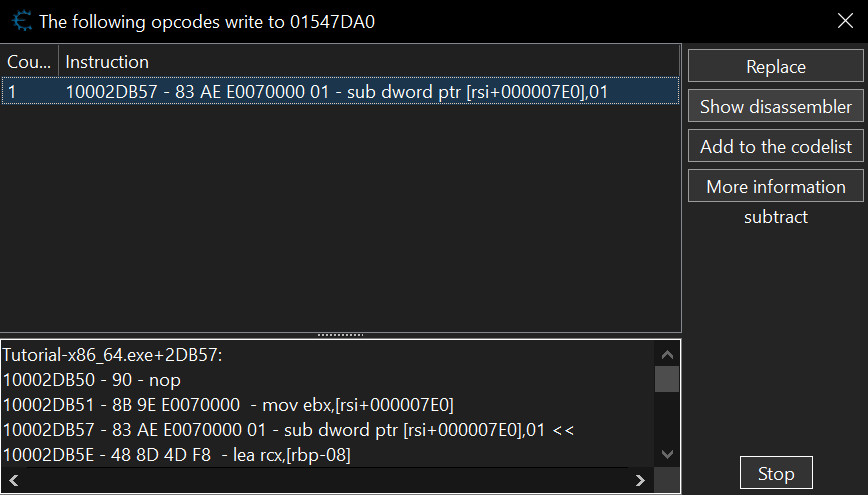 The following opcodes write to 01547DA0
Cou... Instruction
1 10002DB57 - 83 AE E0070000 01 - sub dword ptr [rsi+000007E0],01
Replace
Show disassembler
Add to the codelist
More information
subtract
Tutorial-x86_64.exe+2DB57:
10002DB50 - 90 - nop
10002DB51 - 8B 9E E0070000  - mov ebx,[rsi+000007E0]
10002DB57 - 83 AE E0070000 01 - sub dword ptr [rsi+000007E0],01 <<
10002DB5E - 48 8D 4D F8  - lea rcx,[rbp-08]
Stop